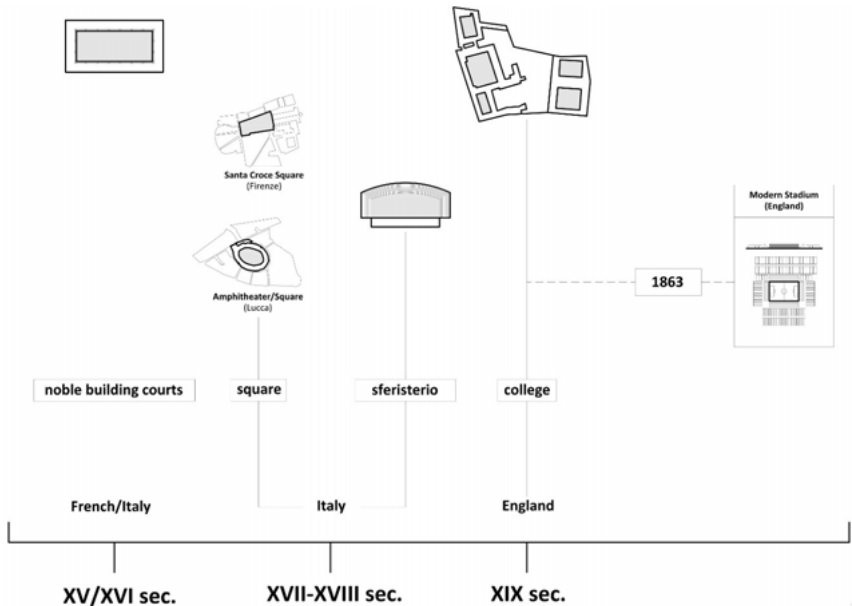 Santa Croce Square
(Firenze)
Modern Stadium
(England)
Amphitheater/Square
(Lucca)
1863
noble building courts
square
sferisterio
college
French/Italy
Italy
England
XV/XVI sec.
XVII-XVIII sec.
XIX sec.